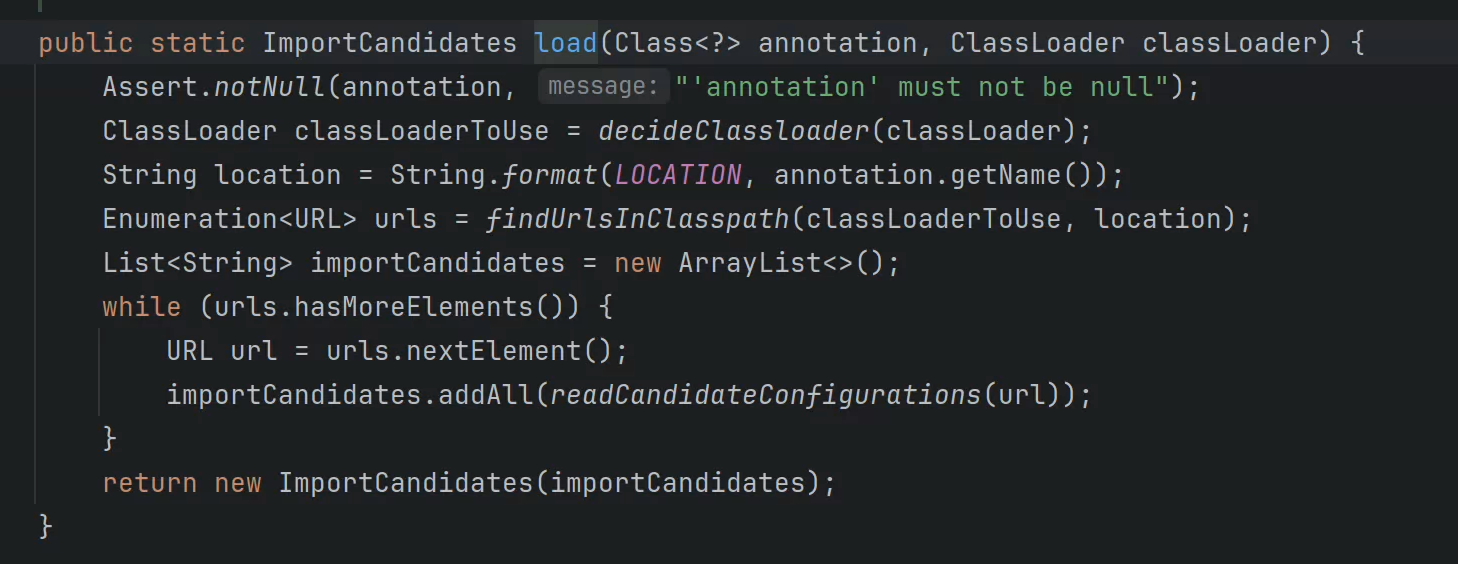 public static ImportCandidates load(Class<?> annotation, ClassLoader classLoader) {
Assert.notNull(annotation, message: "'annotation' must not be null");
ClassLoader classLoaderToUse = decideClassloader(classLoader);
String location = String.format(LOCATION, annotation.getName());
Enumeration<URL> urls = findUrlsInClasspath(classLoaderToUse, location);
List<String> importCandidates = new ArrayList<>();
while (urls.hasMoreElements()) {
URL url = urls.nextElement();
importCandidates.addAll(readCandidateConfigurations(url));
}
return new ImportCandidates(importCandidates);
}